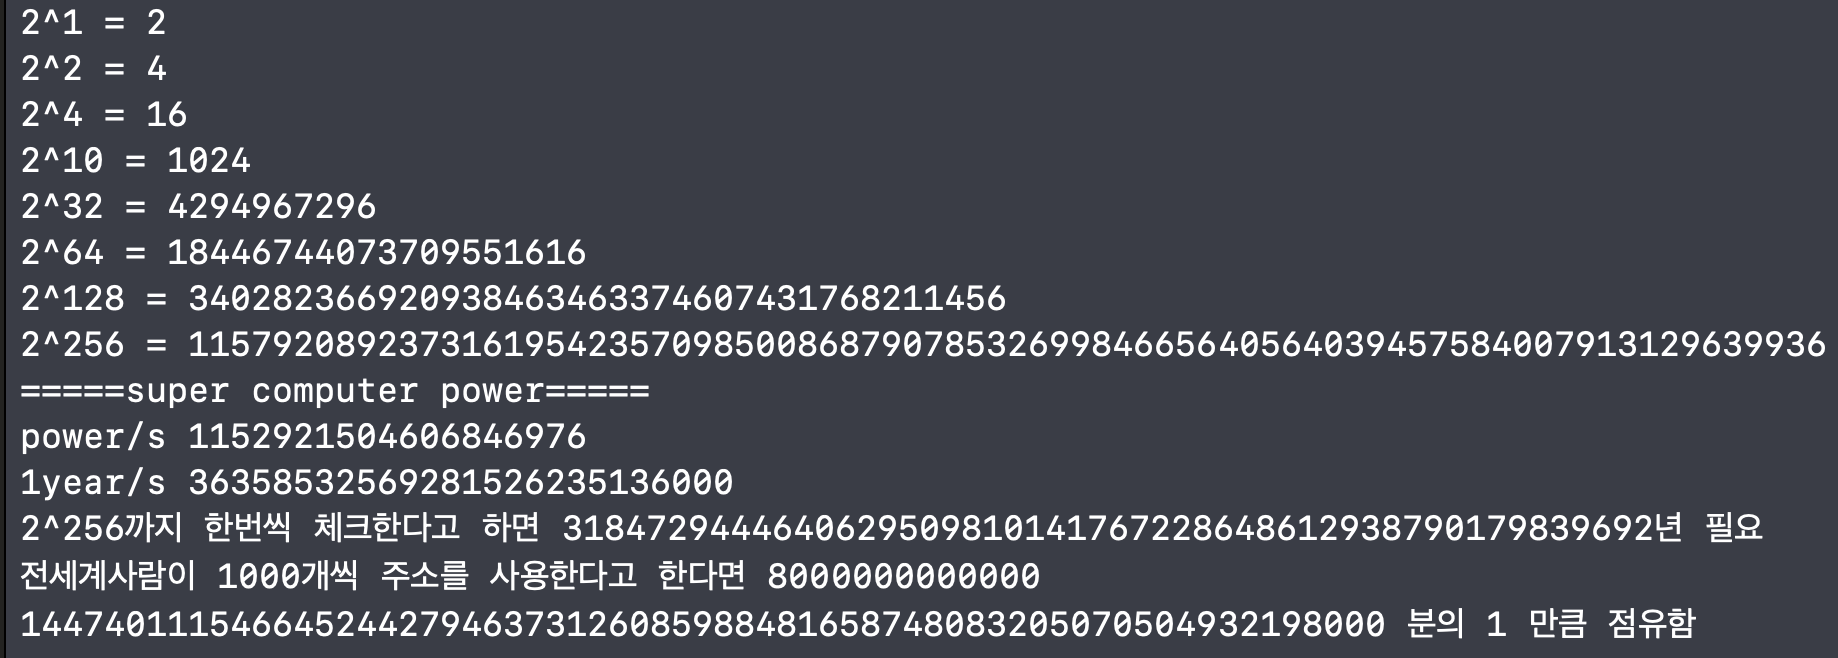 2^1 = 2
2^2 = 4
2^4 = 16
2^10 = 1024
2^32 = 4294967296
2^64 = 18446744073709551616
2^128 = 340282366920938463463374607431768211456
2^256 = 115792089237316195423570985008687907853269984665640564039457584007913129639936
=====super computer power=====
power/s 1152921504606846976
1year/s 36358532569281526235136000
2^256까지 한번씩 체크한다고 하면 3184729444640629509810141767228648612938790179839692년 필요
전세계사람이 1000개씩 주소를 사용한다고 한다면 8000000000000
14474011154664524427946373126085988481658748083205070504932198000 분의 1 만큼 점유함